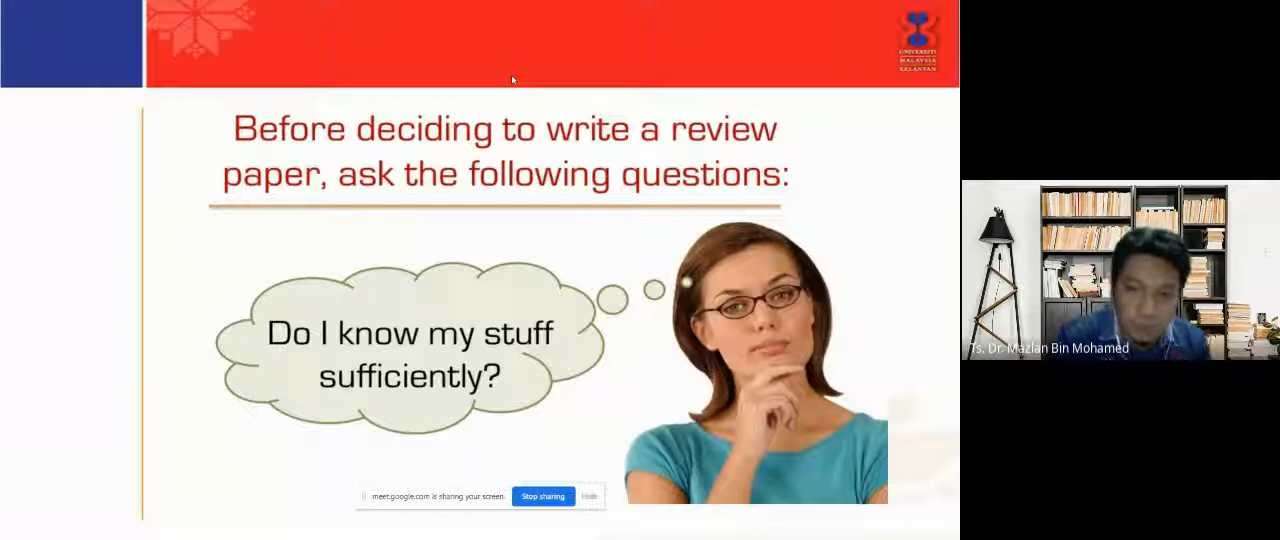 UNIVERSITI
MALAYSIA
KELANTAN
Before deciding to write a review
paper, ask the following questions:
Do I know my stuff
sufficiently?
meet.google.com is sharing your screen.
Stop sharing
Hide
Ts. Dr. Mazlan Bin Mohamed